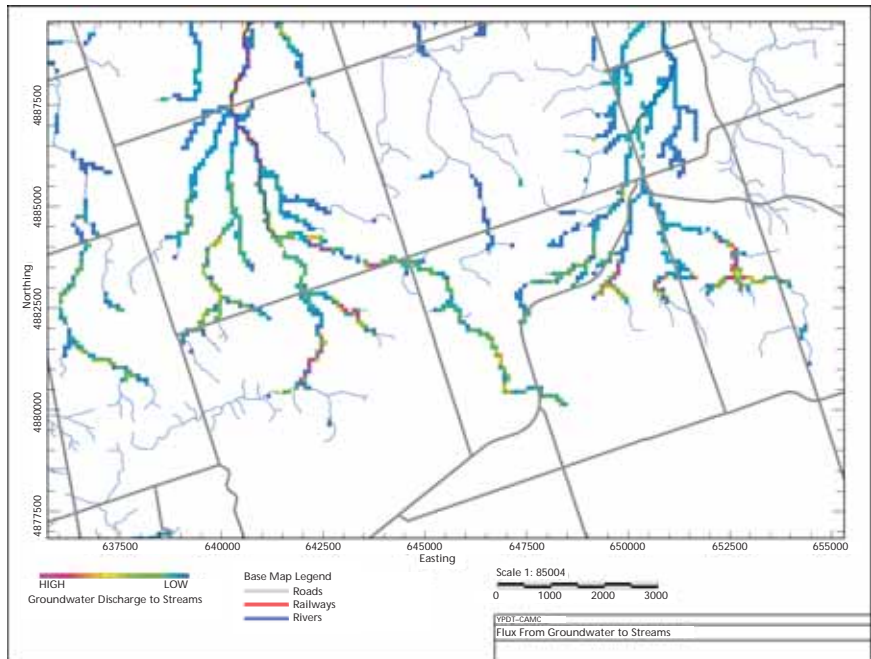 4887500
4885000
4882500
4880000
4877500
Northing
637500 640000 642500 645000 647500 650000 652500 655000
Easting
HIGH LOW
Groundwater Discharge to Streams
Base Map Legend
Roads
Railways
Rivers
Scale 1: 85004
0 1000 2000 3000
YPDT-CAMC
Flux From Groundwater to Streams